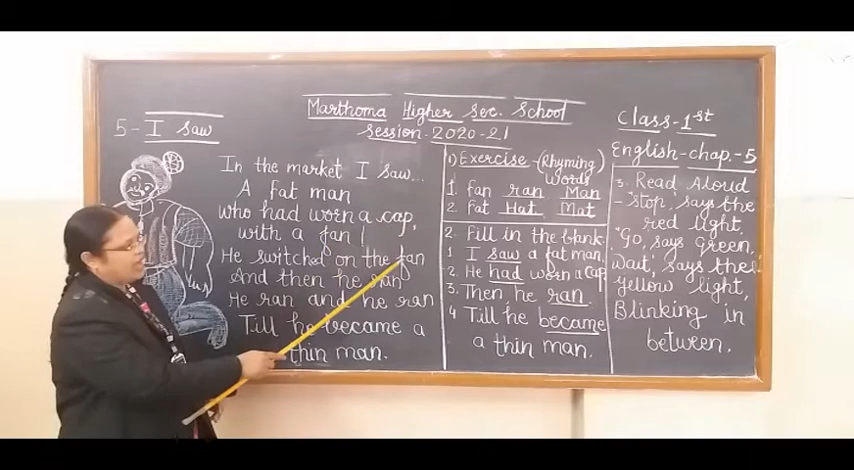 Marthoma Higher Sec. School
Session-2020-21
Class-1st
English-chap.-5
5-I saw
In the market I saw...
A fat man
who had worn a cap,
with a fan!
He switched on the fan
And then he ran
He ran and he ran
Till he became a
thin man.
1) Exercise-(Rhyming
Words)
1. Fan ran Man
2. Fat Hat Mat
2. Fill in the blank.
1 I saw a fat man.
2. He had worn a cap.
3. Then he ran.
4 Till he became
a thin man.
3. Read Aloud
- 'Stop', says the
red light,
'Go, says green,
Wait', says the
yellow light,
Blinking in
between.